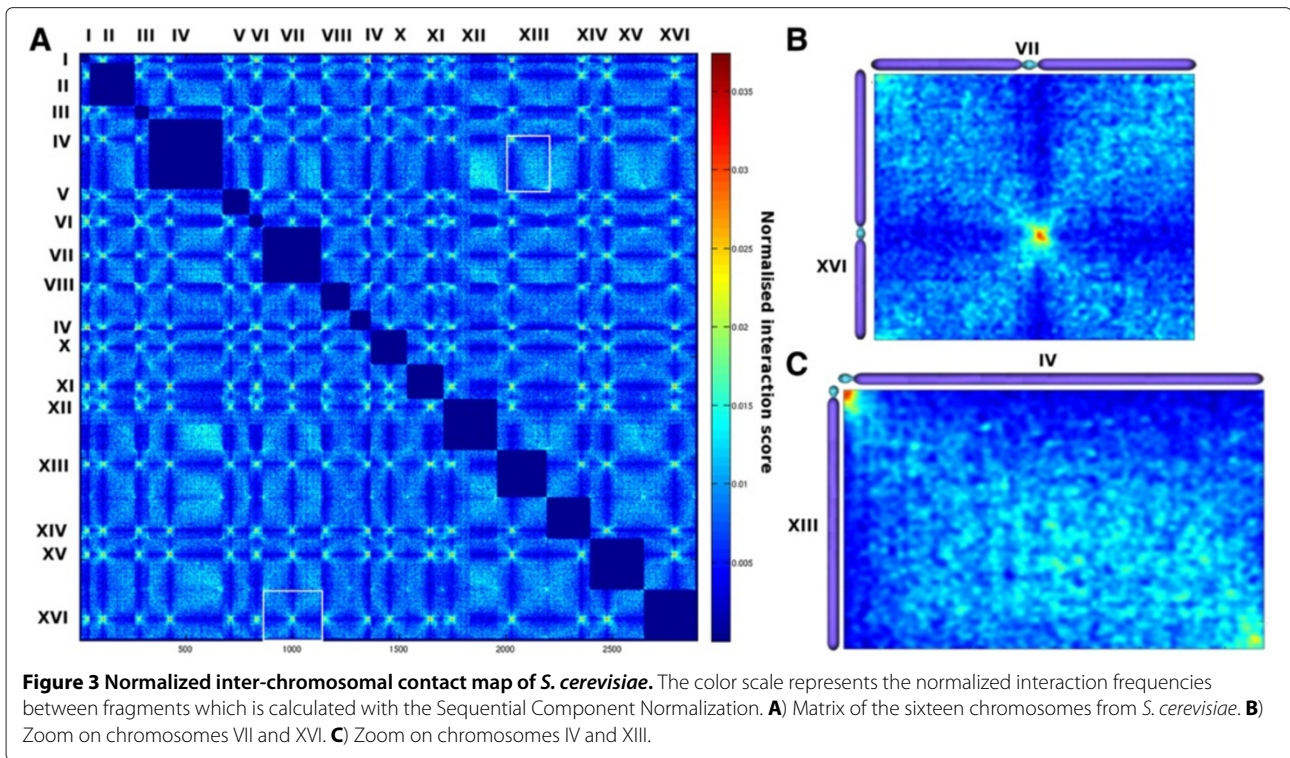 A
I II III IV V VI VII VIII IV X XI XII XIII XIV XV XVI
I
II
III
IV
V
VI
VII
VIII
IV
X
XI
XII
XIII
XIV
XV
XVI
500 1000 1500 2000 2500
0.035
0.03
0.025
0.02
0.015
0.01
0.005
Normalised interaction score
B
VII
XVI
C
IV
XIII
Figure 3 Normalized inter-chromosomal contact map of S. cerevisiae. The color scale represents the normalized interaction frequencies
between fragments which is calculated with the Sequential Component Normalization. A) Matrix of the sixteen chromosomes from S. cerevisiae. B)
Zoom on chromosomes VII and XVI. C) Zoom on chromosomes IV and XIII.